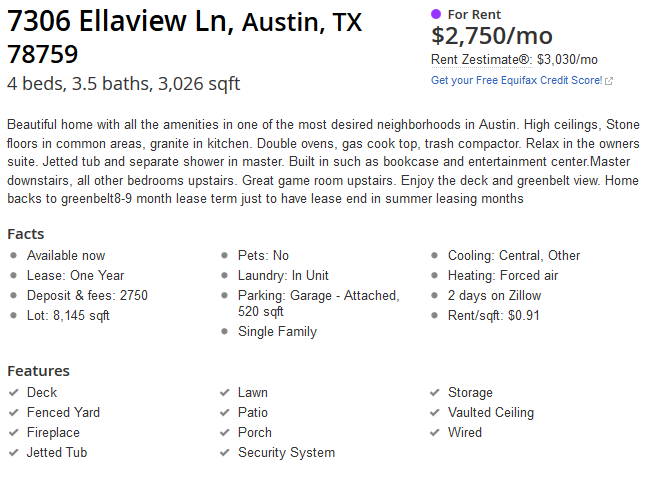 7306 Ellaview Ln, Austin, TX
78759
4 beds, 3.5 baths, 3,026 sqft
For Rent
$2,750/mo
Rent Zestimate®: $3,030/mo
Get your Free Equifax Credit Score!
Beautiful home with all the amenities in one of the most desired neighborhoods in Austin. High ceilings, Stone
floors in common areas, granite in kitchen. Double ovens, gas cook top, trash compactor. Relax in the owners
suite. Jetted tub and separate shower in master. Built in such as bookcase and entertainment center.Master
downstairs, all other bedrooms upstairs. Great game room upstairs. Enjoy the deck and greenbelt view. Home
backs to greenbelt8-9 month lease term just to have lease end in summer leasing months
Facts
Available now
Lease: One Year
Deposit & fees: 2750
Lot: 8,145 sqft
Pets: No
Laundry: In Unit
Parking: Garage - Attached,
520 sqft
Single Family
Cooling: Central, Other
Heating: Forced air
2 days on Zillow
Rent/sqft: $0.91
Features
Deck
Fenced Yard
Fireplace
Jetted Tub
Lawn
Patio
Porch
Security System
Storage
Vaulted Ceiling
Wired